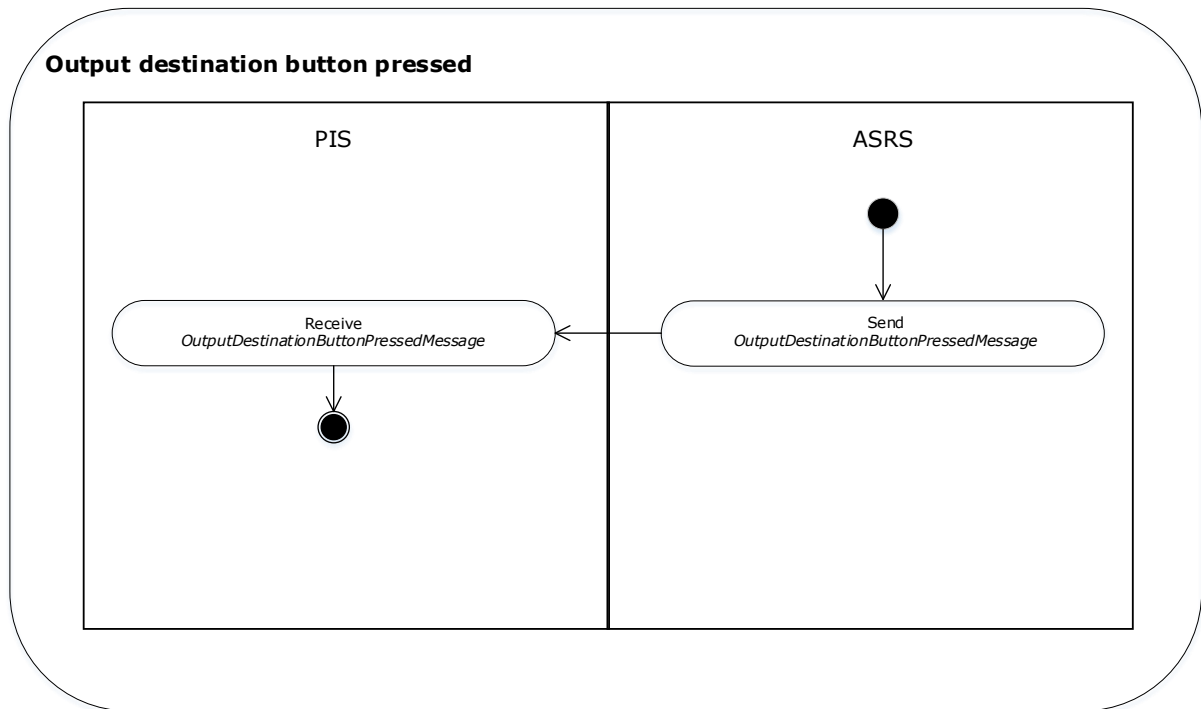 Output destination button pressed
PIS
ASRS
Receive
OutputDestinationButtonPressedMessage
Send
OutputDestinationButtonPressedMessage